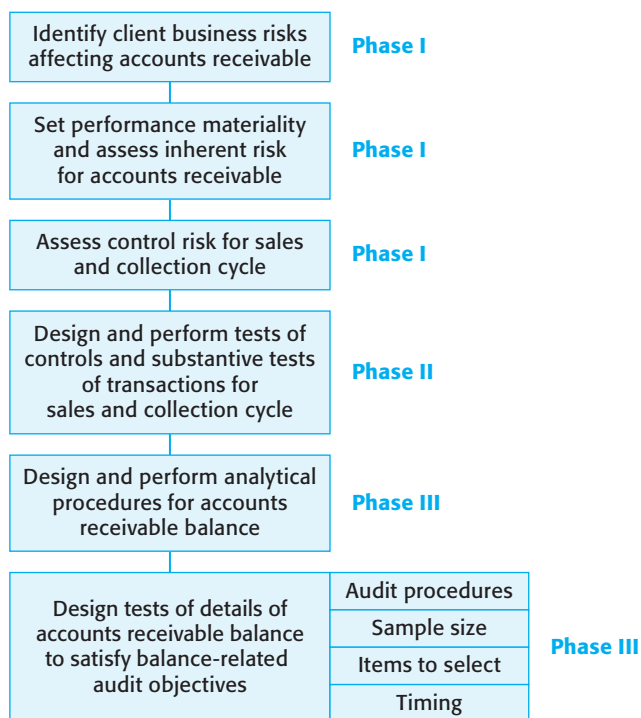 Identify client business risks
affecting accounts receivable
Phase I
Set performance materiality
and assess inherent risk
for accounts receivable
Phase I
Assess control risk for sales
and collection cycle
Phase I
Design and perform tests of
controls and substantive tests
of transactions for
sales and collection cycle
Phase II
Design and perform analytical
procedures for accounts
receivable balance
Phase III
Design tests of details of
accounts receivable balance
to satisfy balance-related
audit objectives
Audit procedures
Sample size
Items to select
Timing
Phase III